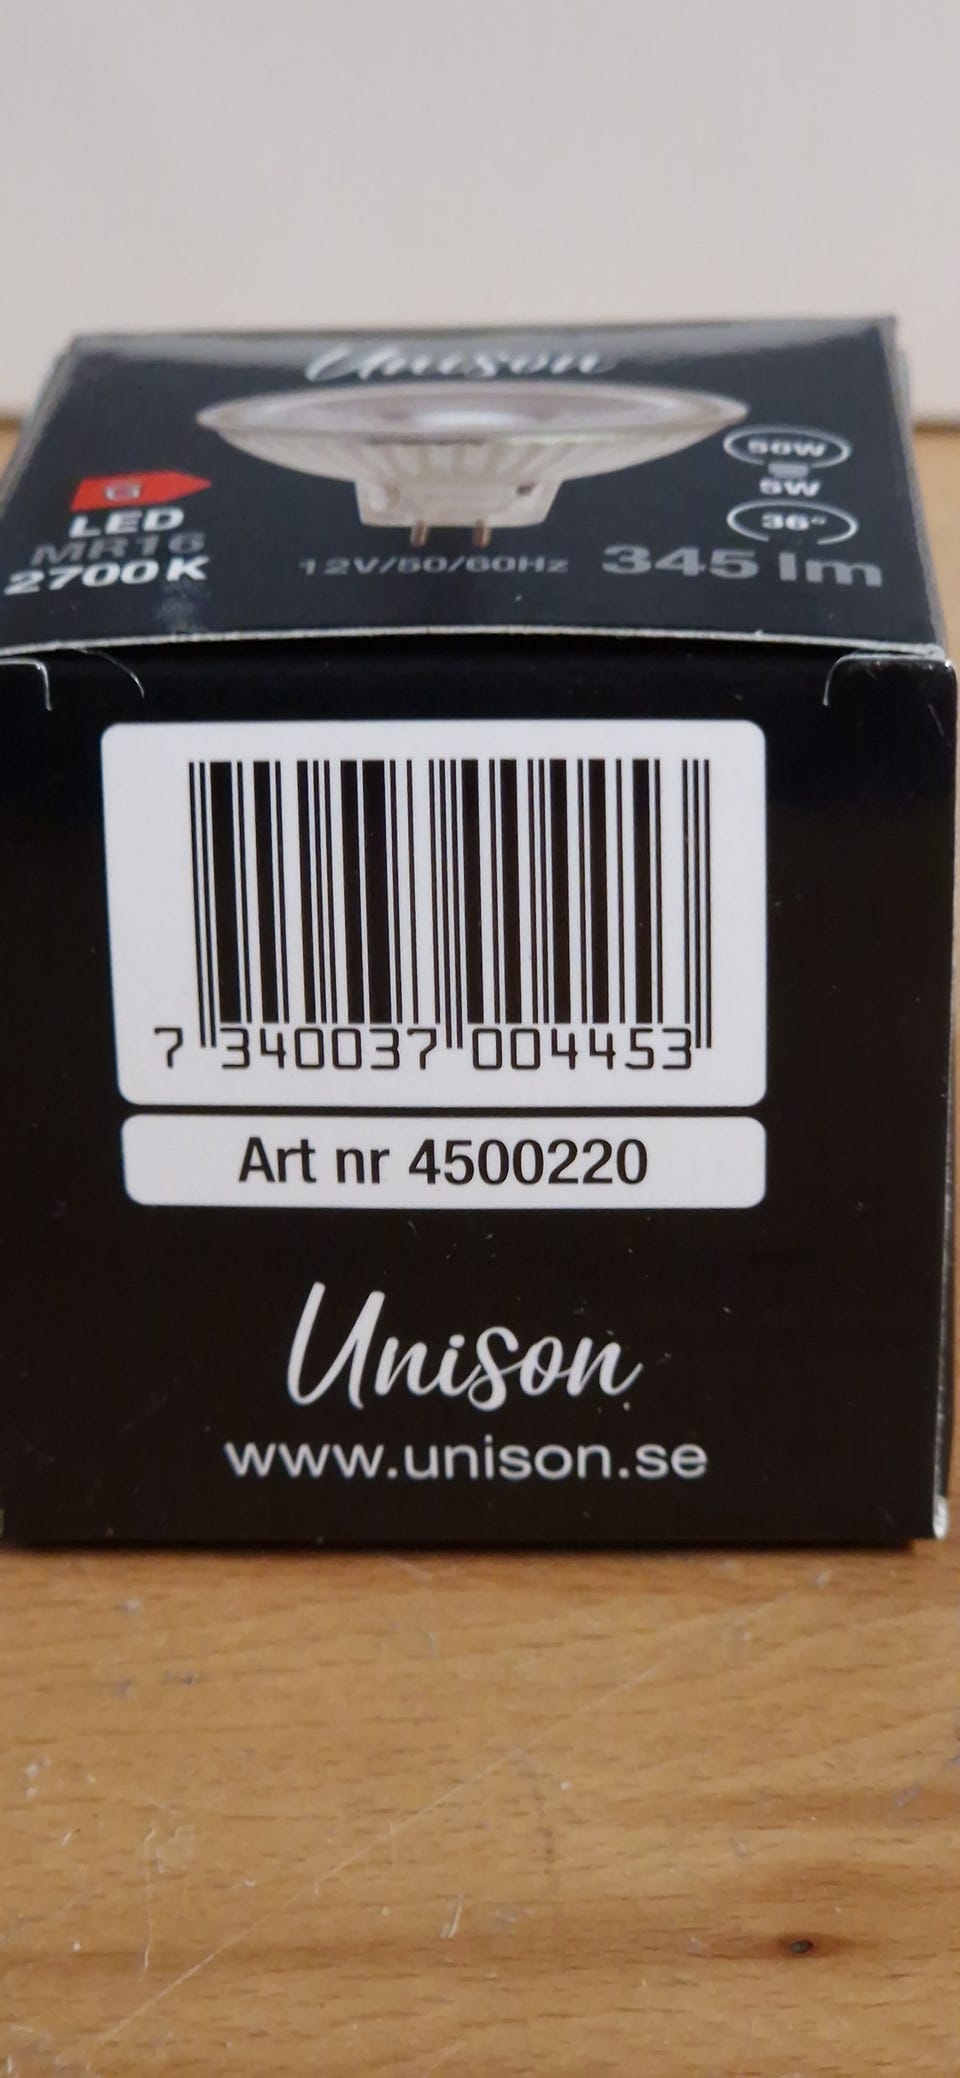 Unison
56W
5W
36°
G
LED
MR16
2700K
12V/50/60Hz
345 lm
7 340037 004453
Art nr 4500220
Unison
www.unison.se